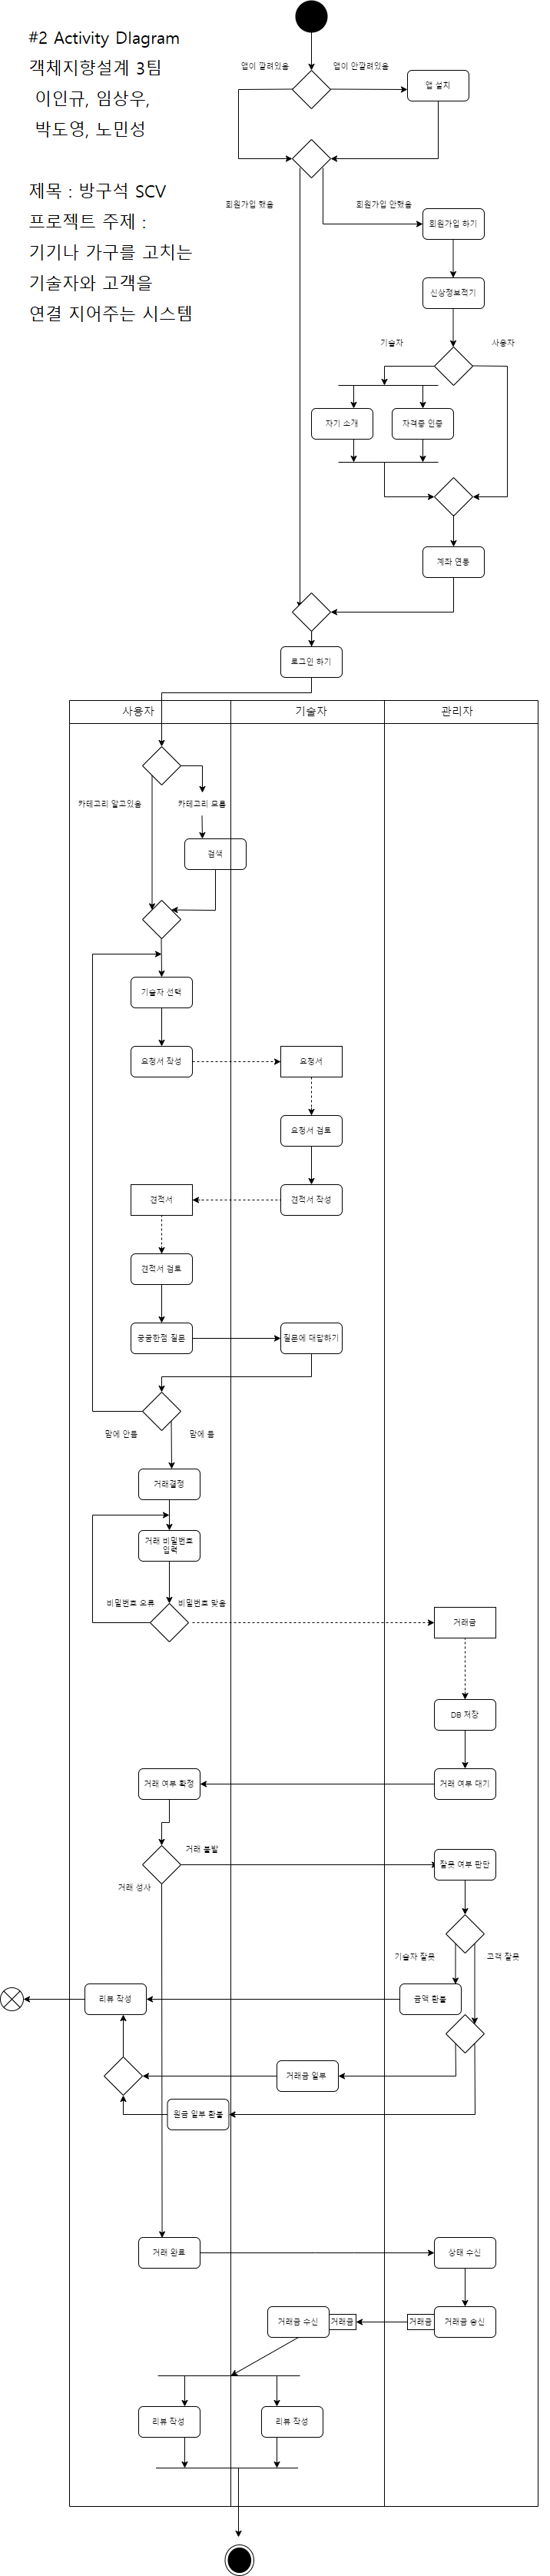 #2 Activity DIagram
객체지향설계 3팀
이인규, 임상우,
박도영, 노민성
제목 : 방구석 SCV
프로젝트 주제 :
기기나 가구를 고치는
기술자와 고객을
연결 지어주는 시스템
앱이 깔려있음
앱이 안깔려있음
앱 설치
회원가입 했음
회원가입 안했음
회원가입 하기
신상정보적기
기술자
사용자
자기 소개
자격증 인증
계좌 연동
로그인 하기
사용자
기술자
관리자
카테고리 알고있음
카테고리 모름
검색
기술자 선택
요청서 작성
요청서
요청서 검토
견적서
견적서 작성
견적서 검토
궁굼한점 질문
질문에 대답하기
맘에 안듬
맘에 듬
거래결정
거래 비밀번호
입력
비밀번호 오류
비밀번호 맞음
거래금
DB 저장
거래 여부 확정
거래 여부 대기
거래 불발
거래 성사
잘못 여부 판단
기술자 잘못
고객 잘못
리뷰 작성
금액 환불
거래금 일부
원금 일부 환불
거래 완료
상태 수신
거래금 수신
거래금
거래금
거래금 송신
리뷰 작성
리뷰 작성